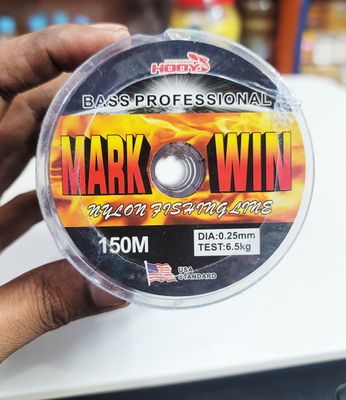 HOOY
BASS PROFESSIONAL
MARK WIN
NYLON FISHING LINE
150M
DIA:0.25mm
TEST:6.5kg
USA
STANDARD